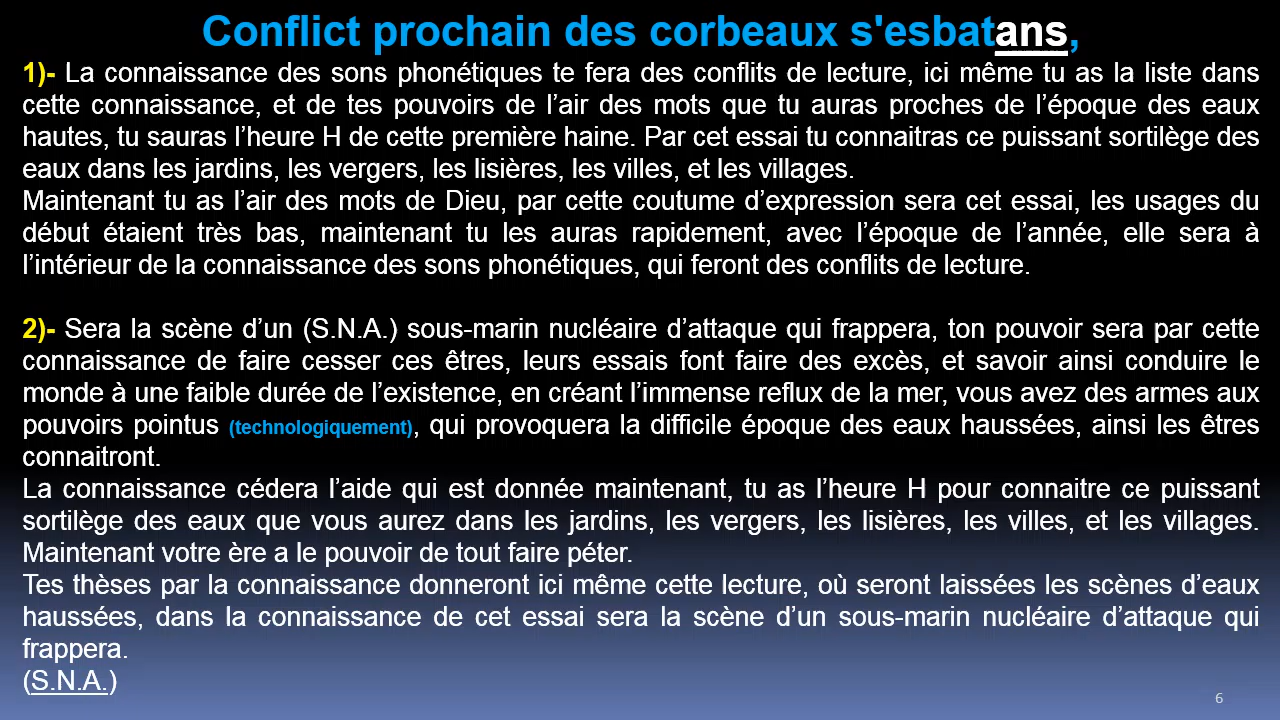 Conflict prochain des corbeaux s'esbatans,
1)- La connaissance des sons phonétiques te fera des conflits de lecture, ici même tu as la liste dans
cette connaissance, et de tes pouvoirs de l’air des mots que tu auras proches de l’époque des eaux
hautes, tu sauras l’heure H de cette première haine. Par cet essai tu connaitras ce puissant sortilège des
eaux dans les jardins, les vergers, les lisières, les villes, et les villages.
Maintenant tu as l’air des mots de Dieu, par cette coutume d’expression sera cet essai, les usages du
début étaient très bas, maintenant tu les auras rapidement, avec l’époque de l’année, elle sera à
l’intérieur de la connaissance des sons phonétiques, qui feront des conflits de lecture.
2)- Sera la scène d’un (S.N.A.) sous-marin nucléaire d’attaque qui frappera, ton pouvoir sera par cette
connaissance de faire cesser ces êtres, leurs essais font faire des excès, et savoir ainsi conduire le
monde à une faible durée de l’existence, en créant l’immense reflux de la mer, vous avez des armes aux
pouvoirs pointus (technologiquement), qui provoquera la difficile époque des eaux haussées, ainsi les êtres
connaitront.
La connaissance cédera l’aide qui est donnée maintenant, tu as l’heure H pour connaitre ce puissant
sortilège des eaux que vous aurez dans les jardins, les vergers, les lisières, les villes, et les villages.
Maintenant votre ère a le pouvoir de tout faire péter.
Tes thèses par la connaissance donneront ici même cette lecture, où seront laissées les scènes d’eaux
haussées, dans la connaissance de cet essai sera la scène d’un sous-marin nucléaire d’attaque qui
frappera.
(S.N.A.)
6